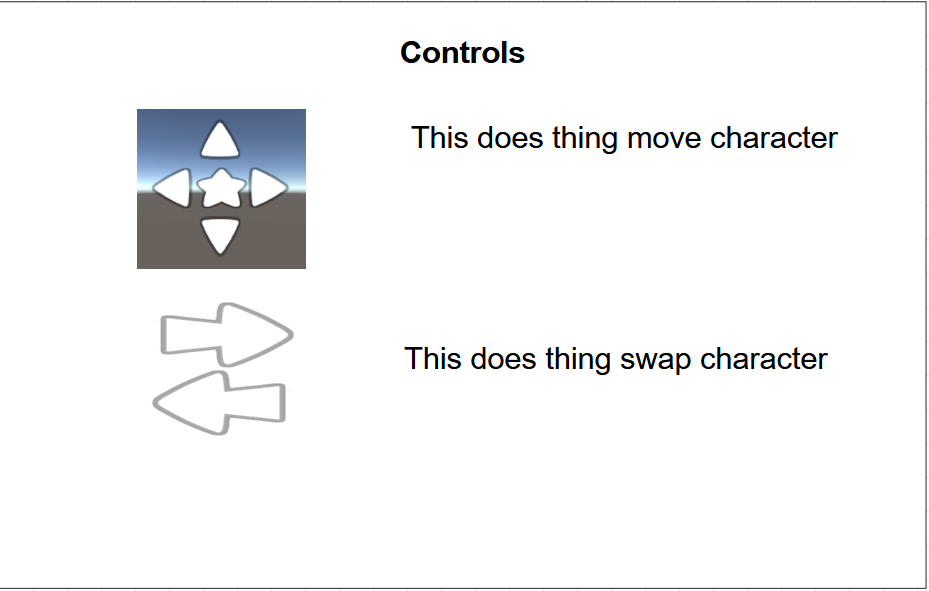 Controls
This does thing move character
This does thing swap character